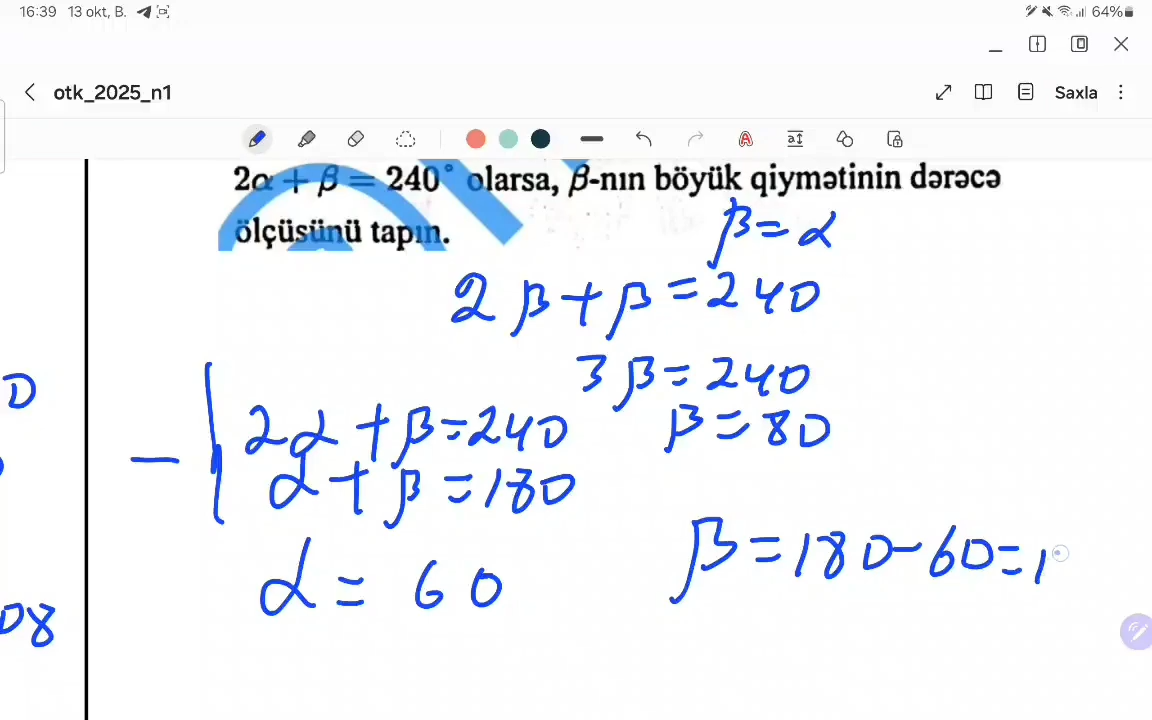 16:39 13 okt, B. 64%
otk_2025_n1 Saxla
2α + β = 240° olarsa, β-nın böyük qiymətinin dərəcə
ölçüsünü tapın.
β=α
2β+β=240
3β=240
β=80
2α+β=240
α+β=180
α=60
β=180-60=1
D
08